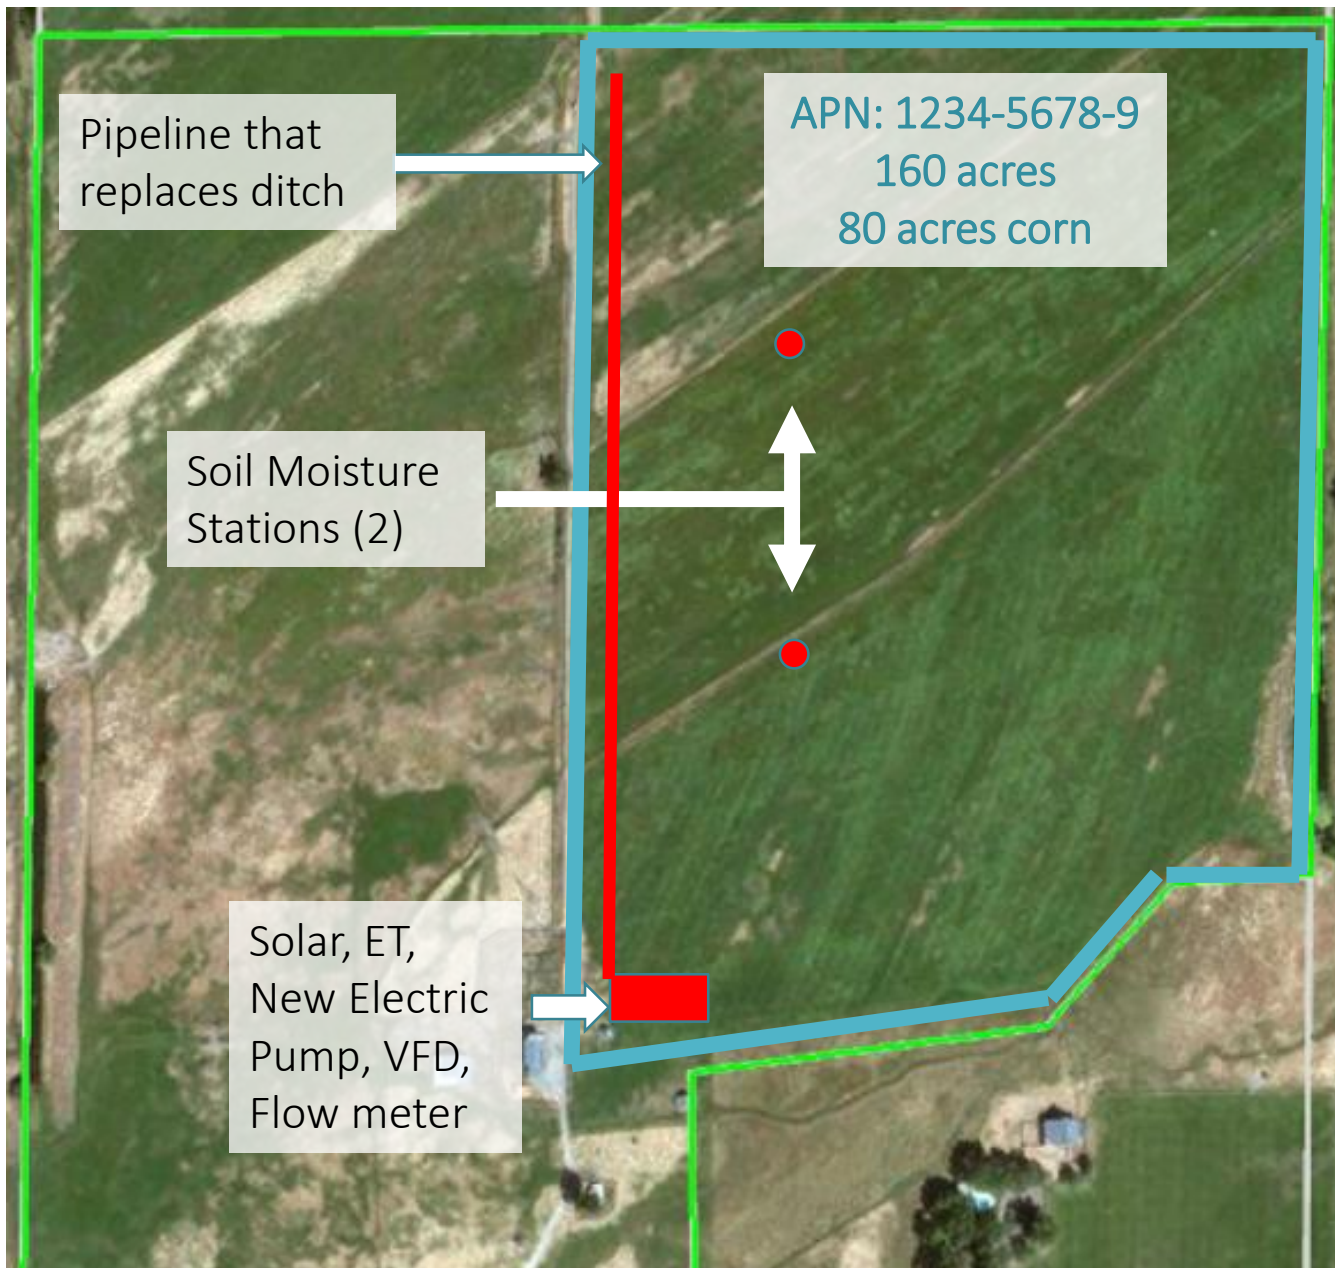 Pipeline that
replaces ditch
APN: 1234-5678-9
160 acres
80 acres corn
Soil Moisture
Stations (2)
Solar, ET,
New Electric
Pump, VFD,
Flow meter